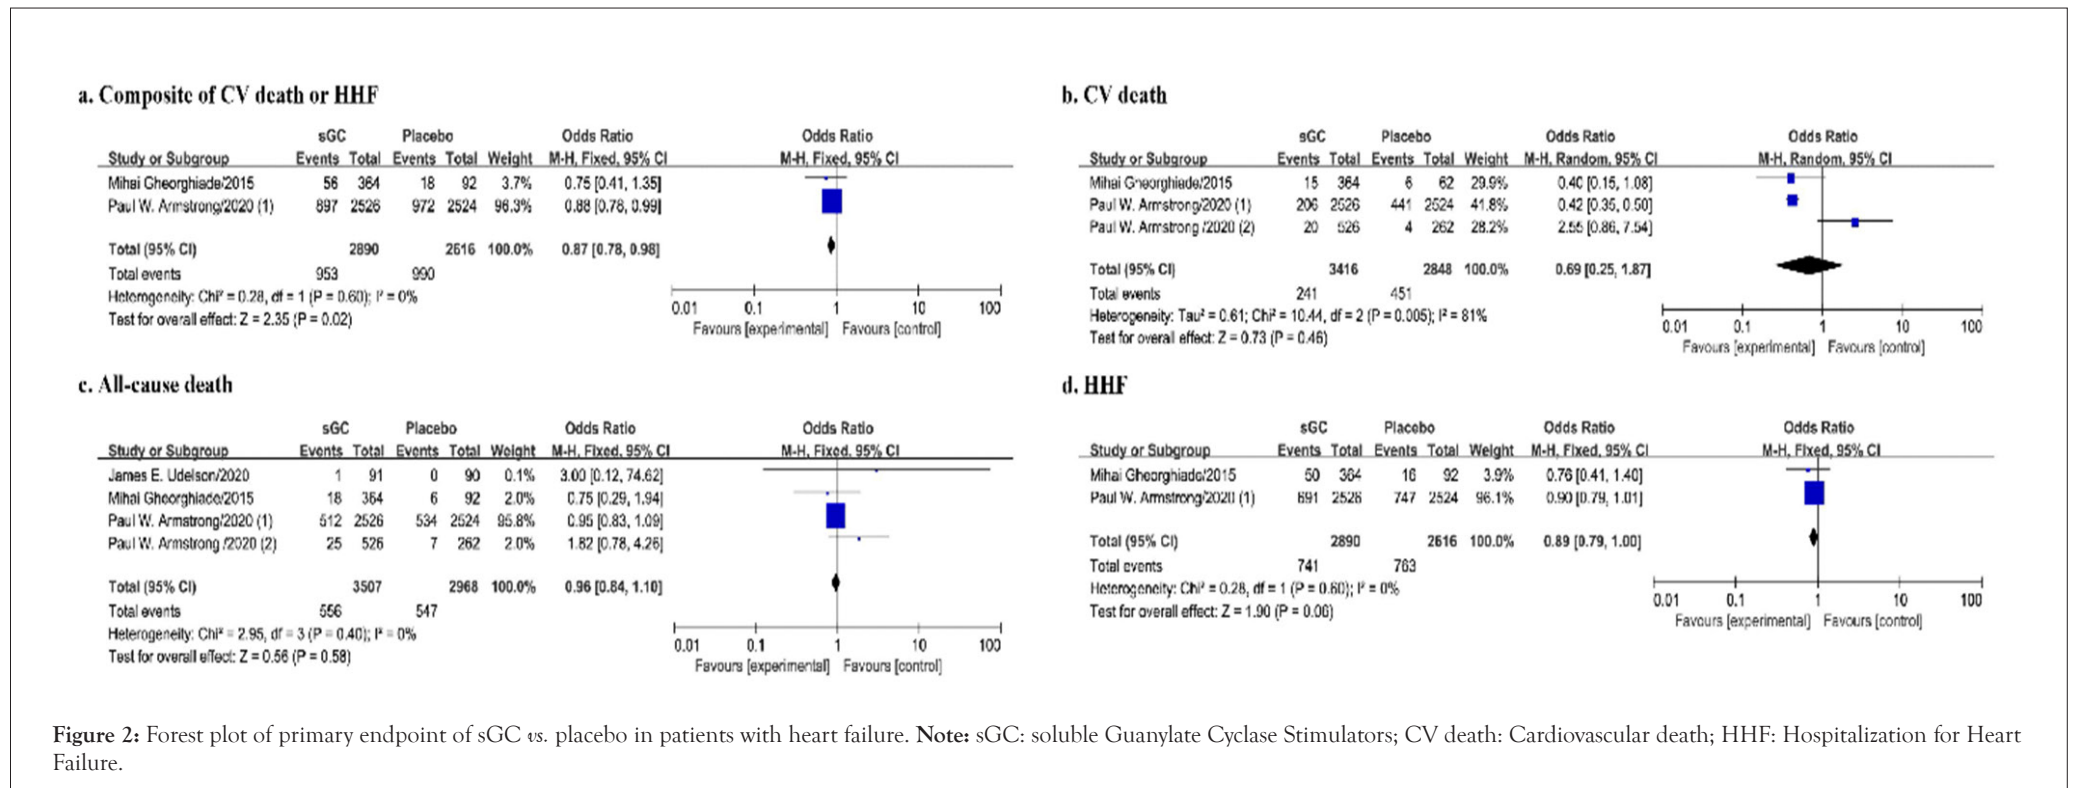 a. Composite of CV death or HHF
sGC Placebo Odds Ratio Odds Ratio
Study or Subgroup Events Total Events Total Weight M-H, Fixed, 95% CI M-H, Fixed, 95% CI
Mihai Gheorghiade/2015 56 364 18 92 3.7% 0.75 [0.41, 1.35]
Paul W. Armstrong/2020 (1) 897 2526 972 2524 96.3% 0.88 [0.78, 0.99]
Total (95% CI) 2890 2616 100.0% 0.87 [0.78, 0.98]
Total events 953 990
Heterogeneity: Chi² = 0.28, df = 1 (P = 0.60); I² = 0%
Test for overall effect: Z = 2.35 (P = 0.02)
0.01 0.1 1 10 100
Favours [experimental] Favours [control]
b. CV death
sGC Placebo Odds Ratio Odds Ratio
Study or Subgroup Events Total Events Total Weight M-H, Random, 95% CI M-H, Random, 95% CI
Mihai Gheorghiade/2015 15 364 6 62 29.9% 0.40 [0.15, 1.08]
Paul W. Armstrong/2020 (1) 206 2526 441 2524 41.8% 0.42 [0.35, 0.50]
Paul W. Armstrong /2020 (2) 20 526 4 262 28.2% 2.55 [0.86, 7.54]
Total (95% CI) 3416 2848 100.0% 0.69 [0.25, 1.87]
Total events 241 451
Heterogeneity: Tau² = 0.61; Chi² = 10.44, df = 2 (P = 0.005); I² = 81%
Test for overall effect: Z = 0.73 (P = 0.46)
0.01 0.1 1 10 100
Favours [experimental] Favours [control]
c. All-cause death
sGC Placebo Odds Ratio Odds Ratio
Study or Subgroup Events Total Events Total Weight M-H, Fixed, 95% CI M-H, Fixed, 95% CI
James E. Udelson/2020 1 91 0 90 0.1% 3.00 [0.12, 74.62]
Mihai Gheorghiade/2015 18 364 6 92 2.0% 0.75 [0.29, 1.94]
Paul W. Armstrong/2020 (1) 512 2526 534 2524 95.8% 0.95 [0.83, 1.09]
Paul W. Armstrong /2020 (2) 25 526 7 262 2.0% 1.82 [0.78, 4.26]
Total (95% CI) 3507 2968 100.0% 0.96 [0.84, 1.10]
Total events 556 547
Heterogeneity: Chi² = 2.95, df = 3 (P = 0.40); I² = 0%
Test for overall effect: Z = 0.56 (P = 0.58)
0.01 0.1 1 10 100
Favours [experimental] Favours [control]
d. HHF
sGC Placebo Odds Ratio Odds Ratio
Study or Subgroup Events Total Events Total Weight M-H, Fixed, 95% CI M-H, Fixed, 95% CI
Mihai Gheorghiade/2015 50 364 16 92 3.9% 0.76 [0.41, 1.40]
Paul W. Armstrong/2020 (1) 691 2526 747 2524 96.1% 0.90 [0.79, 1.01]
Total (95% CI) 2890 2616 100.0% 0.89 [0.79, 1.00]
Total events 741 763
Heterogeneity: Chi² = 0.28, df = 1 (P = 0.60); I² = 0%
Test for overall effect: Z = 1.90 (P = 0.06)
0.01 0.1 1 10 100
Favours [experimental] Favours [control]
Figure 2: Forest plot of primary endpoint of sGC vs. placebo in patients with heart failure. Note: sGC: soluble Guanylate Cyclase Stimulators; CV death: Cardiovascular death; HHF: Hospitalization for Heart
Failure.